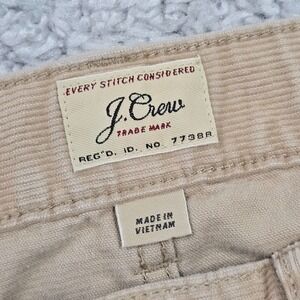 EVERY STITCH CONSIDERED
J.Crew
TRADE MARK
REG'D. ID. NO. 77388
MADE IN
VIETNAM